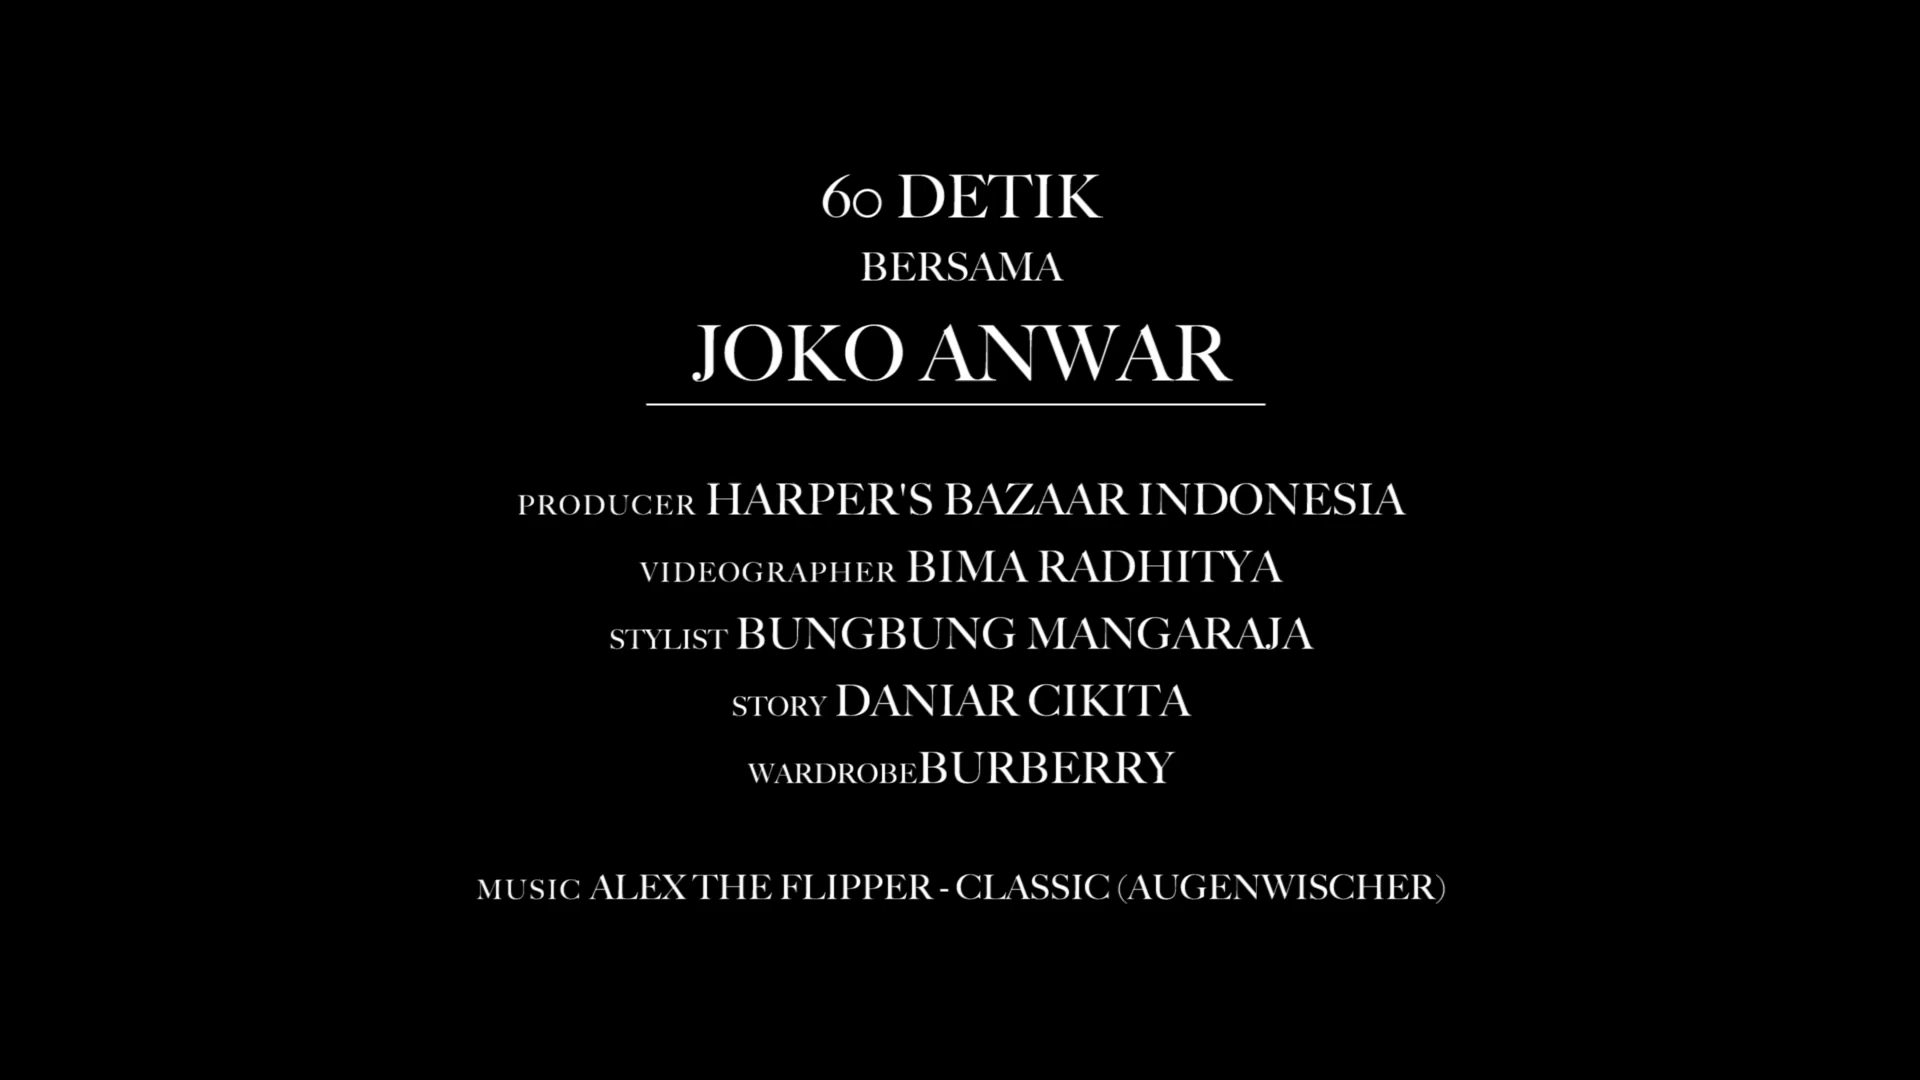 60 DETIK
BERSAMA
JOKO ANWAR
PRODUCER HARPER'S BAZAAR INDONESIA
VIDEOGRAPHER BIMA RADHITYA
STYLIST BUNGBUNG MANGARAJA
STORY DANIAR CIKITA
WARDROBEBURBERRY
MUSIC ALEX THE FLIPPER - CLASSIC (AUGENWISCHER)